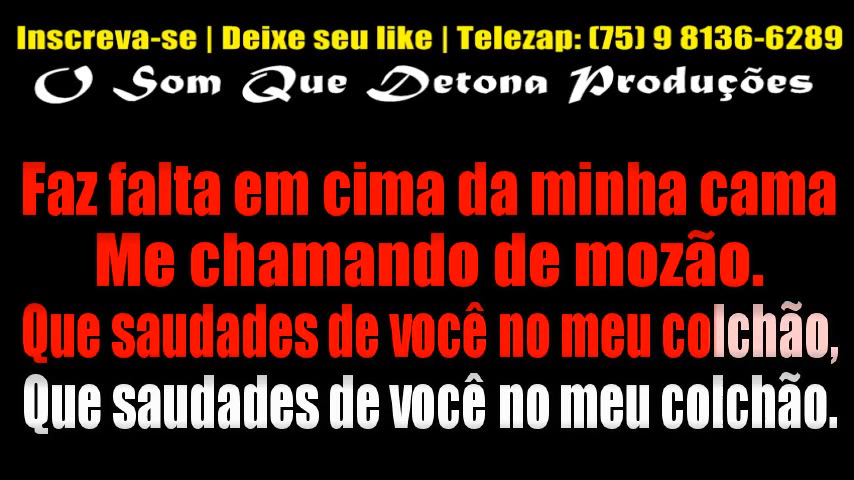 Inscreva-se | Deixe seu like | Telezap: (75) 9 8136-6289
O Som Que Detona Produções
Faz falta em cima da minha cama
Me chamando de mozão.
Que saudades de você no meu colchão,
Que saudades de você no meu colchão.